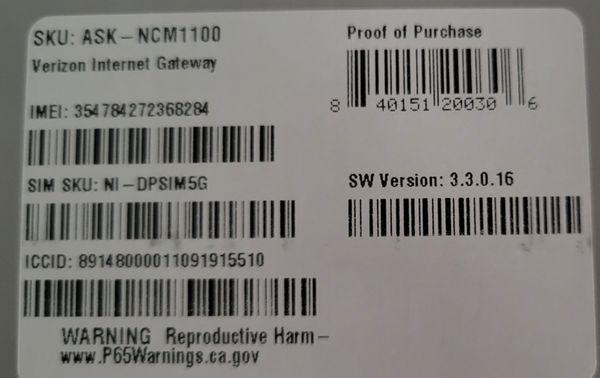 SKU: ASK-NCM1100
Verizon Internet Gateway
IMEI: 354784272368284
SIM SKU: NI-DPSIM5G
ICCID: 89148000011091915510
WARNING Reproductive Harm-
www.P65Warnings.ca.gov
Proof of Purchase
8 40151 20030 6
SW Version: 3.3.0.16